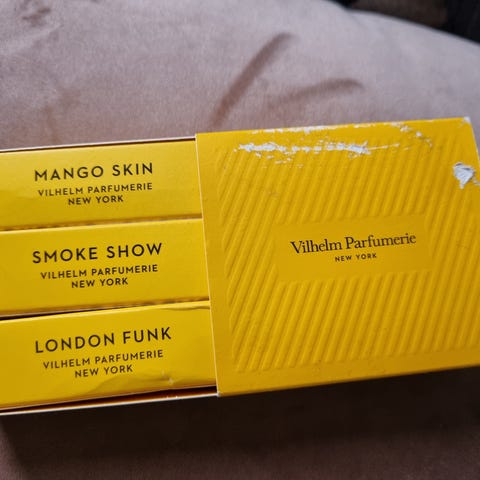 MANGO SKIN
VILHELM PARFUMERIE
NEW YORK
SMOKE SHOW
VILHELM PARFUMERIE
NEW YORK
LONDON FUNK
VILHELM PARFUMERIE
NEW YORK
Vilhelm Parfumerie
NEW YORK